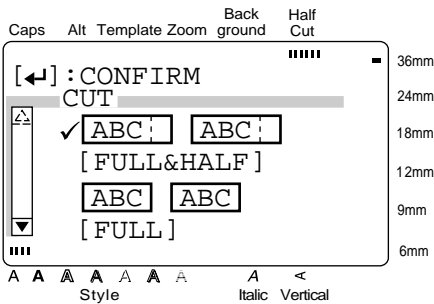 Back Half
Caps Alt Template Zoom ground Cut
[↵]:CONFIRM
CUT
ABC ABC
[FULL&HALF]
ABC ABC
[FULL]
36mm
24mm
18mm
12mm
9mm
6mm
A A A A A A A A A
Style Italic Vertical